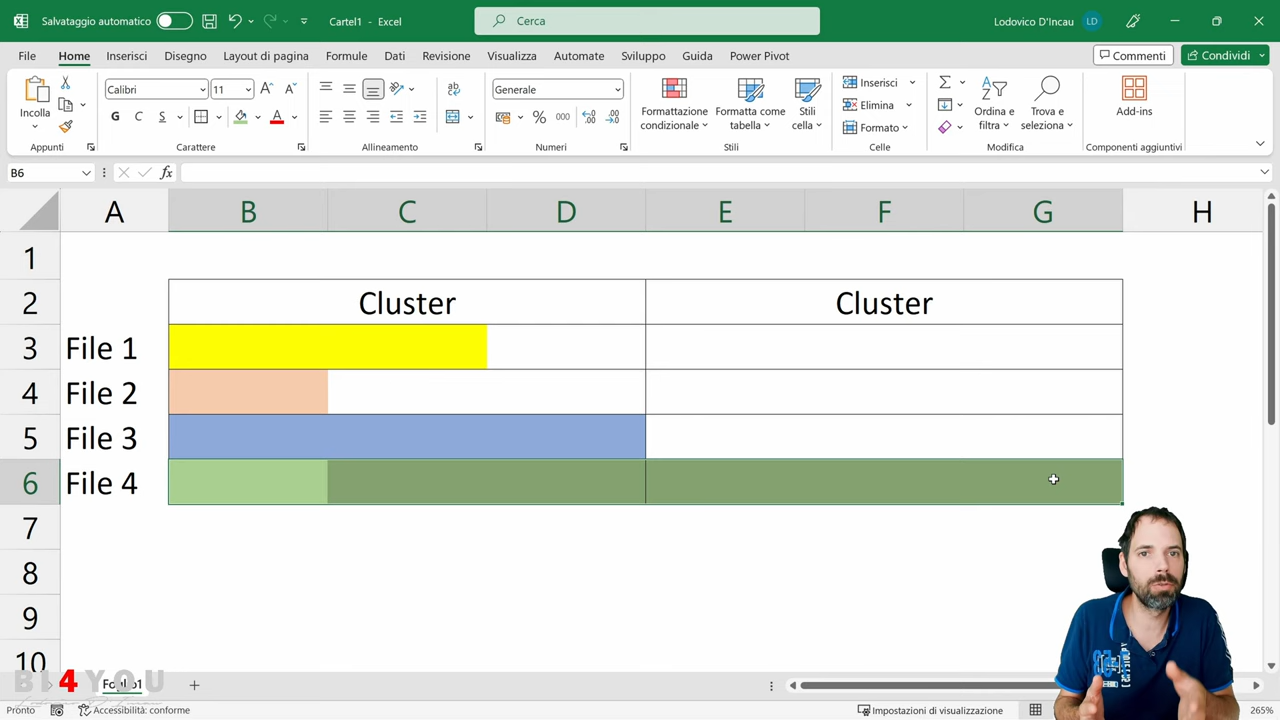 Salvataggio automatico
Cartel1 - Excel
Cerca
Lodovico D'Incau
LD
File
Home
Inserisci
Disegno
Layout di pagina
Formule
Dati
Revisione
Visualizza
Automate
Sviluppo
Guida
Power Pivot
Commenti
Condividi
Incolla
Calibri
11
Generale
G
C
S
%
000
Formattazione condizionale
Formatta come tabella
Stili cella
Inserisci
Elimina
Formato
Ordina e filtra
Trova e seleziona
Add-ins
Appunti
Carattere
Allineamento
Numeri
Stili
Celle
Modifica
Componenti aggiuntivi
B6
fx
A B C D E F G H
1
2 Cluster Cluster
3 File 1
4 File 2
5 File 3
6 File 4
7
8
9
10
BI4YOU
Pronto
Accessibilità: conforme
Impostazioni di visualizzazione
265%